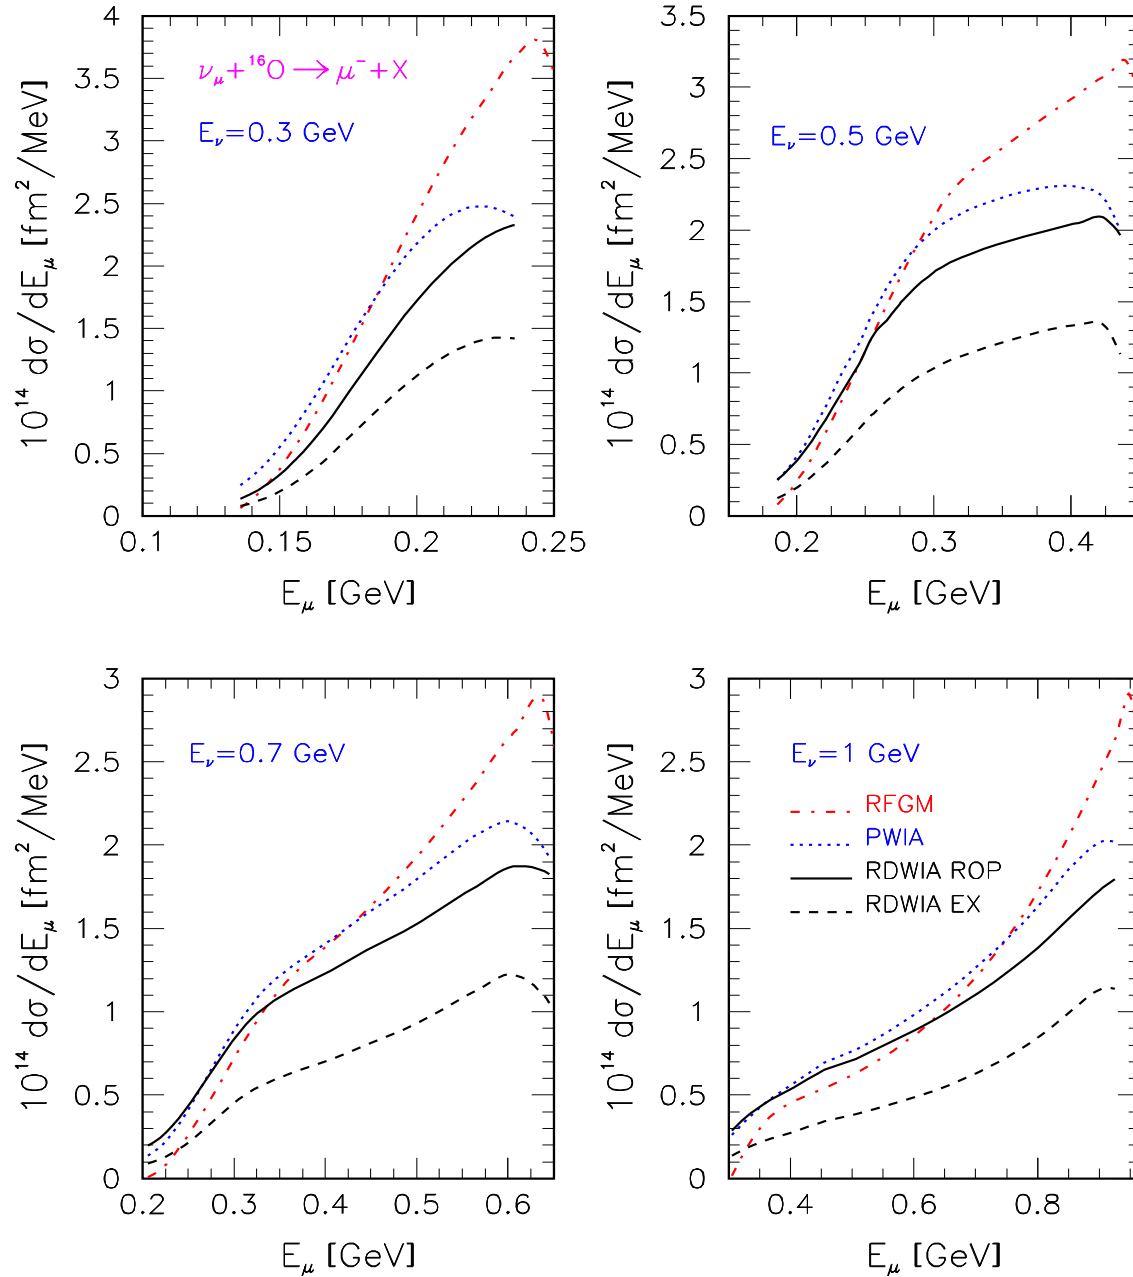 10¹⁴ dσ/dE_μ [fm²/MeV]
4
3.5
3
2.5
2
1.5
1
0.5
0
ν_μ+¹⁶O → μ⁻+X
E_ν=0.3 GeV
0.1 0.15 0.2 0.25
E_μ [GeV]
10¹⁴ dσ/dE_μ [fm²/MeV]
3.5
3
2.5
2
1.5
1
0.5
0
E_ν=0.5 GeV
0.2 0.3 0.4
E_μ [GeV]
10¹⁴ dσ/dE_μ [fm²/MeV]
3
2.5
2
1.5
1
0.5
0
E_ν=0.7 GeV
0.2 0.3 0.4 0.5 0.6
E_μ [GeV]
10¹⁴ dσ/dE_μ [fm²/MeV]
3
2.5
2
1.5
1
0.5
0
E_ν=1 GeV
RFGM
PWIA
RDWIA ROP
RDWIA EX
0.4 0.6 0.8
E_μ [GeV]